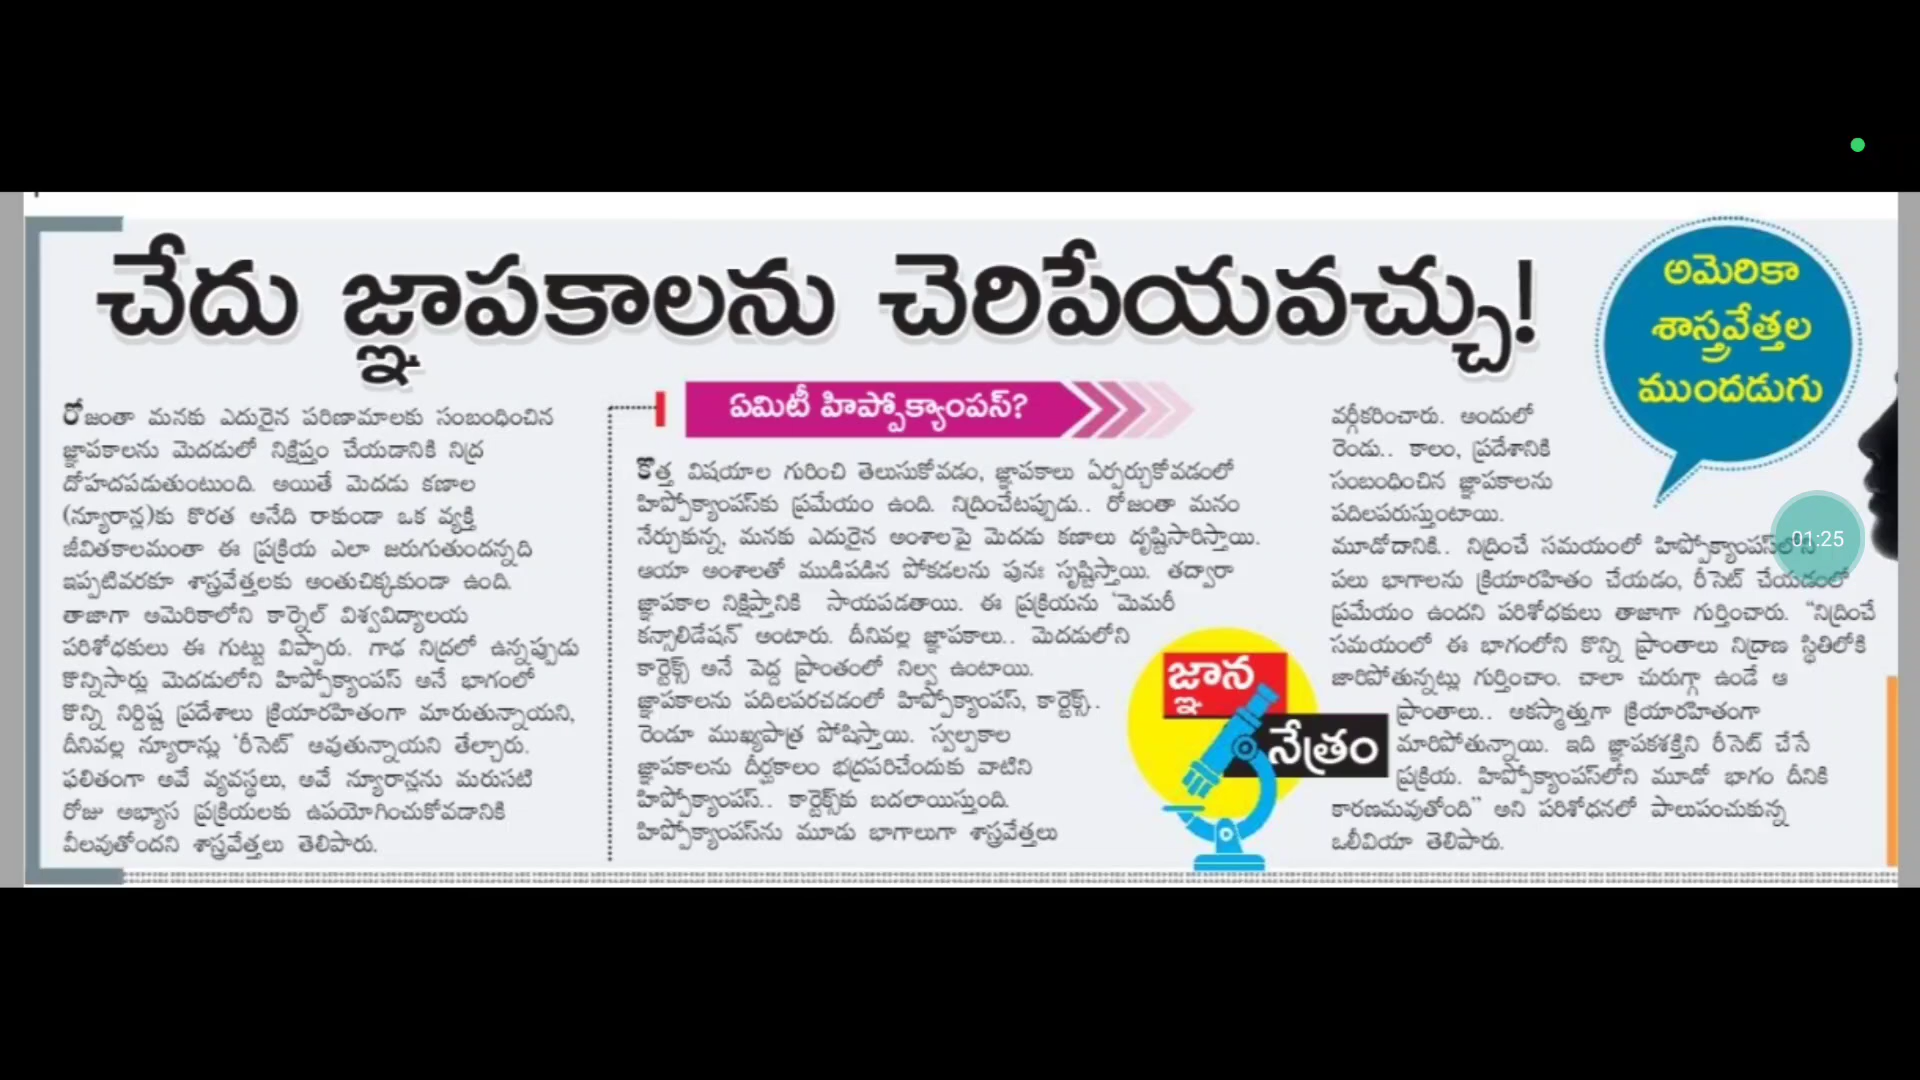 చేదు జ్ఞాపకాలను చెరిపేయవచ్చు!
అమెరికా
శాస్త్రవేత్తల
ముందడుగు
రోజంతా మనకు ఎదురైన పరిణామాలకు సంబంధించిన
జ్ఞాపకాలను మెదడులో నిక్షిప్తం చేయడానికి నిద్ర
దోహదపడుతుంటుంది. అయితే మెదడు కణాల
(న్యూరాన్ల)కు కొరత అనేది రాకుండా ఒక వ్యక్తి
జీవితకాలమంతా ఈ ప్రక్రియ ఎలా జరుగుతుందన్నది
ఇప్పటివరకూ శాస్త్రవేత్తలకు అంతుచిక్కకుండా ఉంది.
తాజాగా అమెరికాలోని కార్నెల్ విశ్వవిద్యాలయ
పరిశోధకులు ఈ గుట్టు విప్పారు. గాఢ నిద్రలో ఉన్నప్పుడు
కొన్నిసార్లు మెదడులోని హిప్పోక్యాంపస్ అనే భాగంలో
కొన్ని నిర్దిష్ట ప్రదేశాలు క్రియారహితంగా మారుతున్నాయని,
దీనివల్ల న్యూరాన్లు 'రీసెట్' అవుతున్నాయని తేల్చారు.
ఫలితంగా అవే వ్యవస్థలు, అవే న్యూరాన్లను మరుసటి
రోజు అభ్యాస ప్రక్రియలకు ఉపయోగించుకోవడానికి
వీలవుతోందని శాస్త్రవేత్తలు తెలిపారు.
ఏమిటీ హిప్పోక్యాంపస్?
కొత్త విషయాల గురించి తెలుసుకోవడం, జ్ఞాపకాలు ఏర్పర్చుకోవడంలో
హిప్పోక్యాంపస్‌కు ప్రమేయం ఉంది. నిద్రించేటప్పుడు.. రోజంతా మనం
నేర్చుకున్న, మనకు ఎదురైన అంశాలపై మెదడు కణాలు దృష్టిసారిస్తాయి.
ఆయా అంశాలతో ముడిపడిన పోకడలను పునః సృష్టిస్తాయి. తద్వారా
జ్ఞాపకాల నిక్షిప్తానికి సాయపడతాయి. ఈ ప్రక్రియను 'మెమరీ
కన్సాలిడేషన్' అంటారు. దీనివల్ల జ్ఞాపకాలు.. మెదడులోని
కార్టెక్స్ అనే పెద్ద ప్రాంతంలో నిల్వ ఉంటాయి.
జ్ఞాపకాలను పదిలపరచడంలో హిప్పోక్యాంపస్, కార్టెక్స్..
రెండూ ముఖ్యపాత్ర పోషిస్తాయి. స్వల్పకాల
జ్ఞాపకాలను దీర్ఘకాలం భద్రపరిచేందుకు వాటిని
హిప్పోక్యాంపస్.. కార్టెక్స్‌కు బదలాయిస్తుంది.
హిప్పోక్యాంపస్‌ను మూడు భాగాలుగా శాస్త్రవేత్తలు
జ్ఞాన
నేత్రం
వర్గీకరించారు. అందులో
రెండు.. కాలం, ప్రదేశానికి
సంబంధించిన జ్ఞాపకాలను
పదిలపరుస్తుంటాయి.
మూడోదానికి.. నిద్రించే సమయంలో హిప్పోక్యాంపస్‌లోని
పలు భాగాలను క్రియారహితం చేయడం, రీసెట్ చేయడంలో
ప్రమేయం ఉందని పరిశోధకులు తాజాగా గుర్తించారు. "నిద్రించే
సమయంలో ఈ భాగంలోని కొన్ని ప్రాంతాలు నిద్రాణ స్థితిలోకి
జారిపోతున్నట్లు గుర్తించాం. చాలా చురుగ్గా ఉండే ఆ
ప్రాంతాలు.. అకస్మాత్తుగా క్రియారహితంగా
మారిపోతున్నాయి. ఇది జ్ఞాపకశక్తిని రీసెట్ చేసే
ప్రక్రియ. హిప్పోక్యాంపస్‌లోని మూడో భాగం దీనికి
కారణమవుతోంది" అని పరిశోధనలో పాలుపంచుకున్న
ఒలీవియా తెలిపారు.
01:25